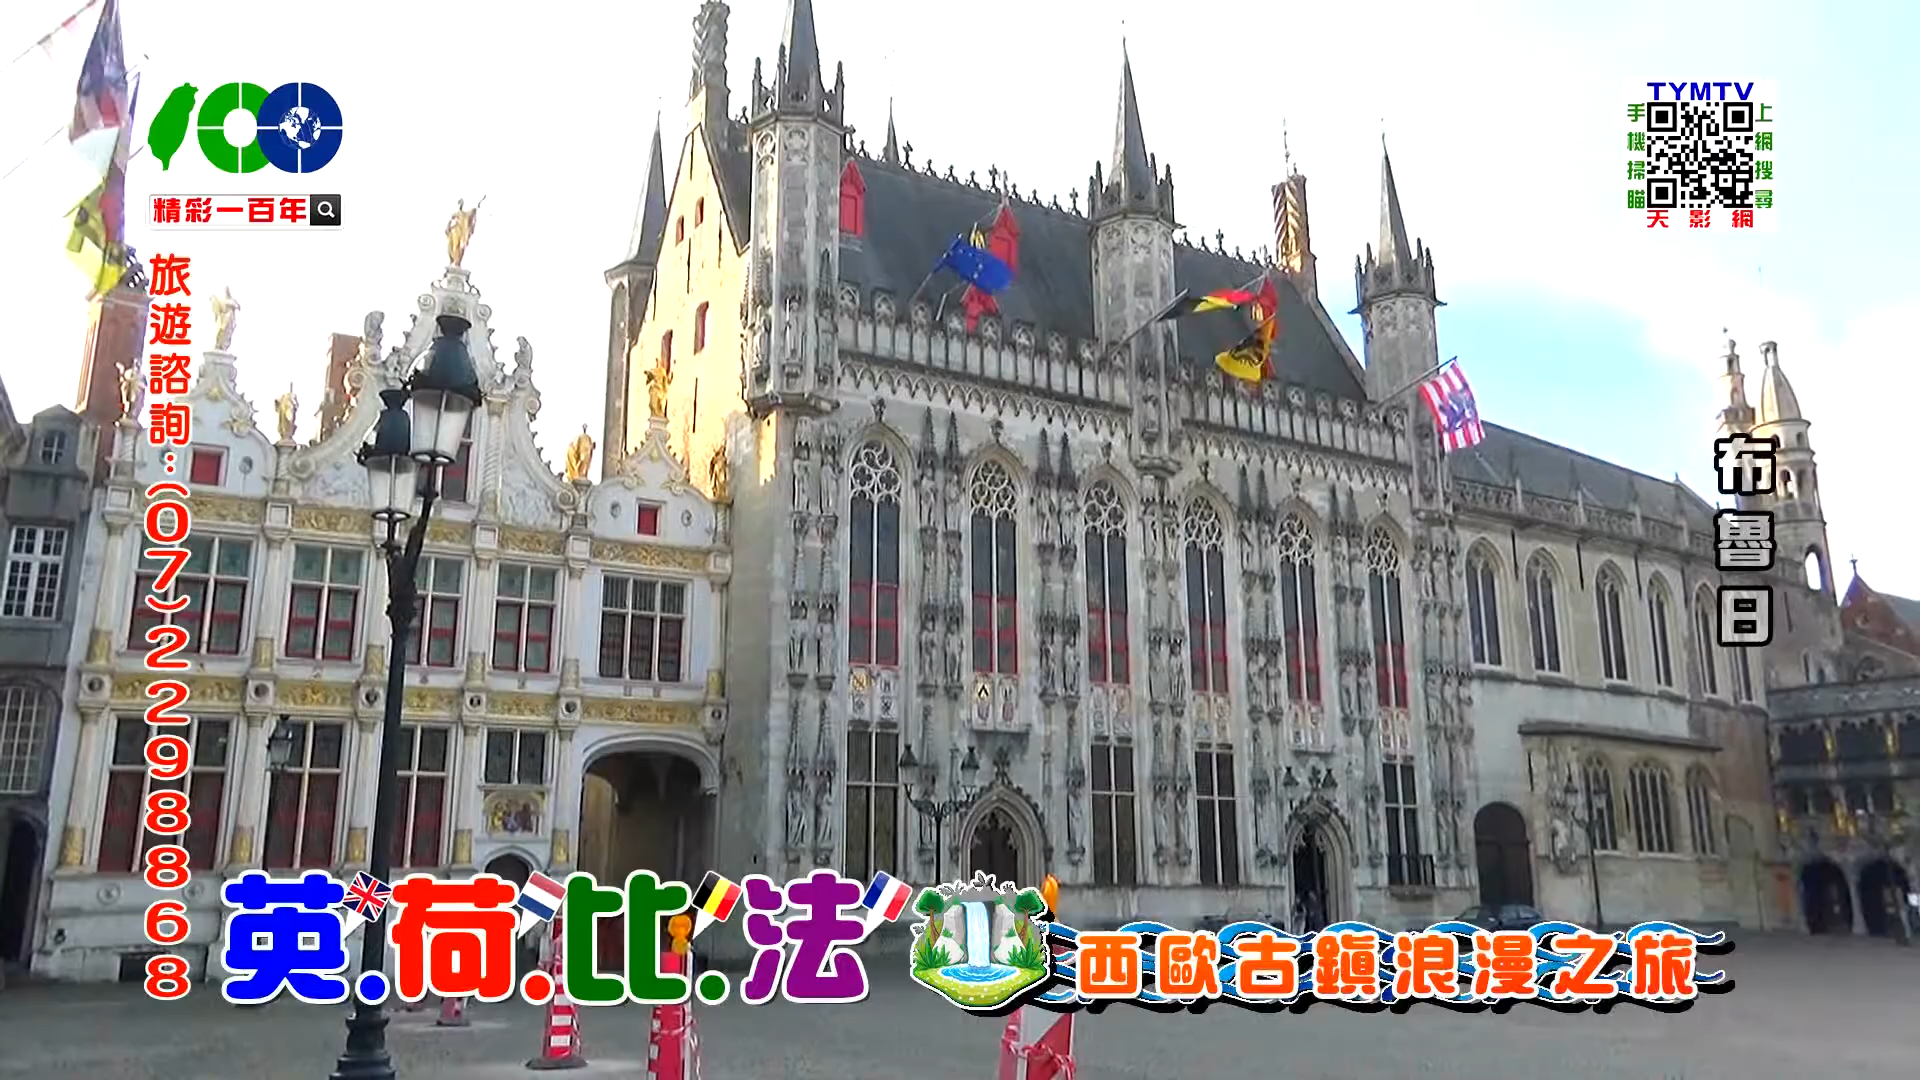 100
精彩一百年
旅遊諮詢:(07)2298868
TYMTV
手機掃瞄
上網搜尋
天影網
布魯日
英.荷.比.法
西歐古鎮浪漫之旅